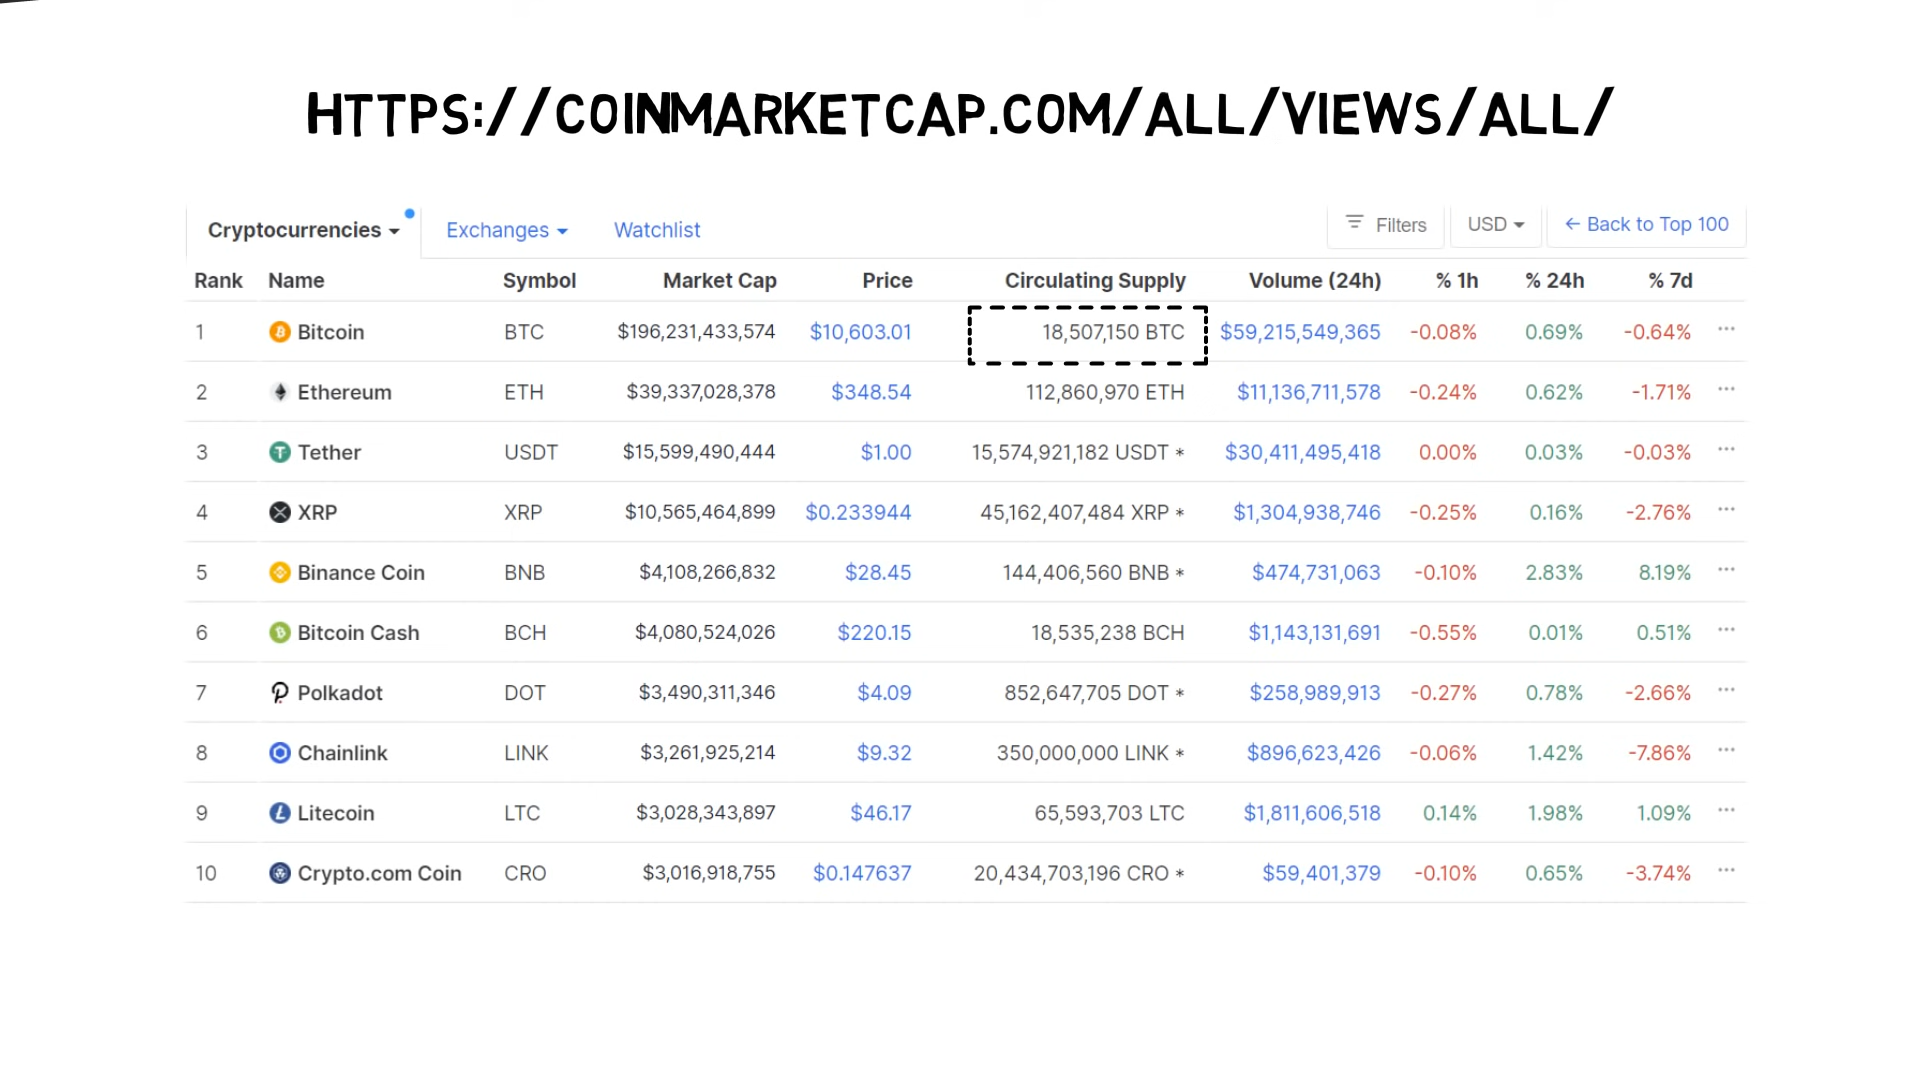 HTTPS://COINMARKETCAP.COM/ALL/VIEWS/ALL/
Cryptocurrencies Exchanges Watchlist Filters USD ← Back to Top 100
Rank Name Symbol Market Cap Price Circulating Supply Volume (24h) % 1h % 24h % 7d
1 Bitcoin BTC $196,231,433,574 $10,603.01 18,507,150 BTC $59,215,549,365 -0.08% 0.69% -0.64% ...
2 Ethereum ETH $39,337,028,378 $348.54 112,860,970 ETH $11,136,711,578 -0.24% 0.62% -1.71% ...
3 Tether USDT $15,599,490,444 $1.00 15,574,921,182 USDT * $30,411,495,418 0.00% 0.03% -0.03% ...
4 XRP XRP $10,565,464,899 $0.233944 45,162,407,484 XRP * $1,304,938,746 -0.25% 0.16% -2.76% ...
5 Binance Coin BNB $4,108,266,832 $28.45 144,406,560 BNB * $474,731,063 -0.10% 2.83% 8.19% ...
6 Bitcoin Cash BCH $4,080,524,026 $220.15 18,535,238 BCH $1,143,131,691 -0.55% 0.01% 0.51% ...
7 Polkadot DOT $3,490,311,346 $4.09 852,647,705 DOT * $258,989,913 -0.27% 0.78% -2.66% ...
8 Chainlink LINK $3,261,925,214 $9.32 350,000,000 LINK * $896,623,426 -0.06% 1.42% -7.86% ...
9 Litecoin LTC $3,028,343,897 $46.17 65,593,703 LTC $1,811,606,518 0.14% 1.98% 1.09% ...
10 Crypto.com Coin CRO $3,016,918,755 $0.147637 20,434,703,196 CRO * $59,401,379 -0.10% 0.65% -3.74% ...